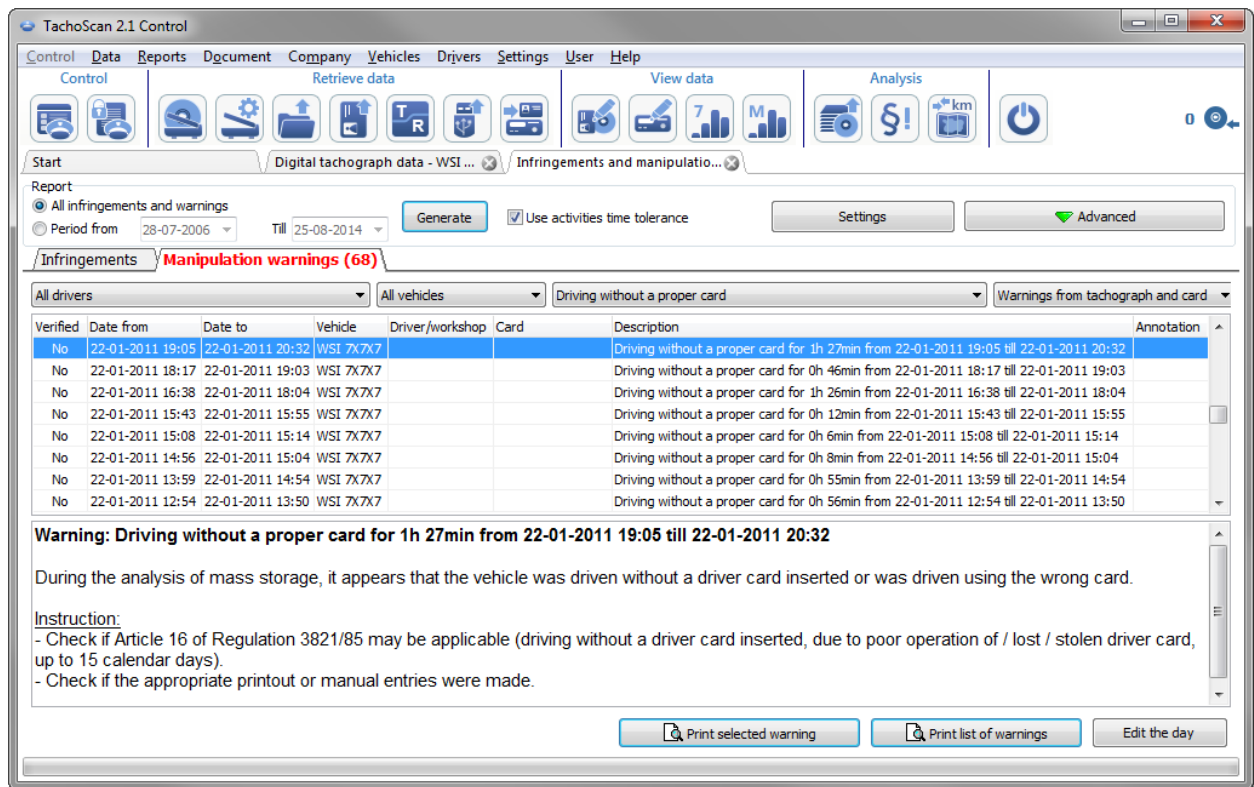 TachoScan 2.1 Control
Control Data Reports Document Company Vehicles Drivers Settings User Help
Control Retrieve data View data Analysis
T R 7 M §! km 0
Start Digital tachograph data - WSI ... Infringements and manipulatio...
Report
All infringements and warnings
Period from 28-07-2006 Till 25-08-2014 Generate Use activities time tolerance Settings Advanced
Infringements Manipulation warnings (68)
All drivers All vehicles Driving without a proper card Warnings from tachograph and card
Verified Date from Date to Vehicle Driver/workshop Card Description Annotation
No 22-01-2011 19:05 22-01-2011 20:32 WSI 7X7X7 Driving without a proper card for 1h 27min from 22-01-2011 19:05 till 22-01-2011 20:32
No 22-01-2011 18:17 22-01-2011 19:03 WSI 7X7X7 Driving without a proper card for 0h 46min from 22-01-2011 18:17 till 22-01-2011 19:03
No 22-01-2011 16:38 22-01-2011 18:04 WSI 7X7X7 Driving without a proper card for 1h 26min from 22-01-2011 16:38 till 22-01-2011 18:04
No 22-01-2011 15:43 22-01-2011 15:55 WSI 7X7X7 Driving without a proper card for 0h 12min from 22-01-2011 15:43 till 22-01-2011 15:55
No 22-01-2011 15:08 22-01-2011 15:14 WSI 7X7X7 Driving without a proper card for 0h 6min from 22-01-2011 15:08 till 22-01-2011 15:14
No 22-01-2011 14:56 22-01-2011 15:04 WSI 7X7X7 Driving without a proper card for 0h 8min from 22-01-2011 14:56 till 22-01-2011 15:04
No 22-01-2011 13:59 22-01-2011 14:54 WSI 7X7X7 Driving without a proper card for 0h 55min from 22-01-2011 13:59 till 22-01-2011 14:54
No 22-01-2011 12:54 22-01-2011 13:50 WSI 7X7X7 Driving without a proper card for 0h 56min from 22-01-2011 12:54 till 22-01-2011 13:50
Warning: Driving without a proper card for 1h 27min from 22-01-2011 19:05 till 22-01-2011 20:32
During the analysis of mass storage, it appears that the vehicle was driven without a driver card inserted or was driven using the wrong card.
Instruction:
- Check if Article 16 of Regulation 3821/85 may be applicable (driving without a driver card inserted, due to poor operation of / lost / stolen driver card,
up to 15 calendar days).
- Check if the appropriate printout or manual entries were made.
Print selected warning Print list of warnings Edit the day